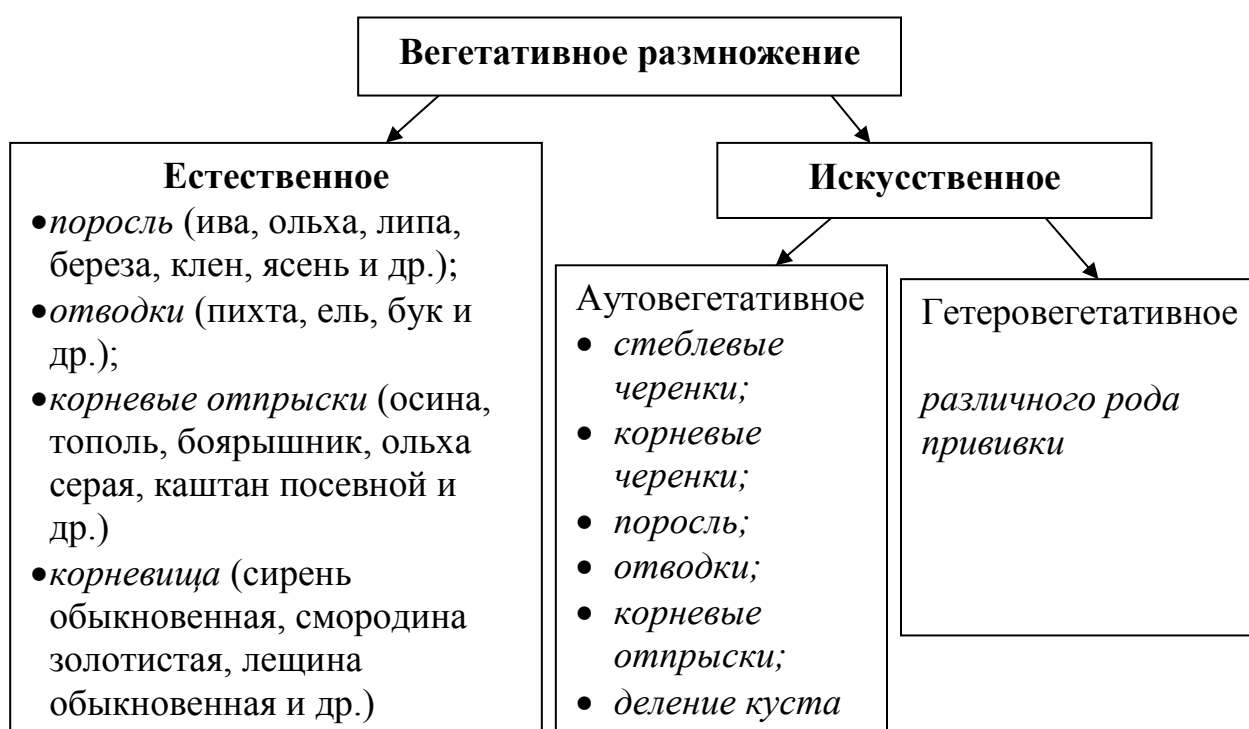 Вегетативное размножение
Естественное
•поросль (ива, ольха, липа,
береза, клен, ясень и др.);
•отводки (пихта, ель, бук и
др.);
•корневые отпрыски (осина,
тополь, боярышник, ольха
серая, каштан посевной и
др.)
•корневища (сирень
обыкновенная, смородина
золотистая, лещина
обыкновенная и др.)
Искусственное
Аутовегетативное
• стеблевые
черенки;
• корневые
черенки;
• поросль;
• отводки;
• корневые
отпрыски;
• деление куста
Гетеровегетативное
различного рода
прививки